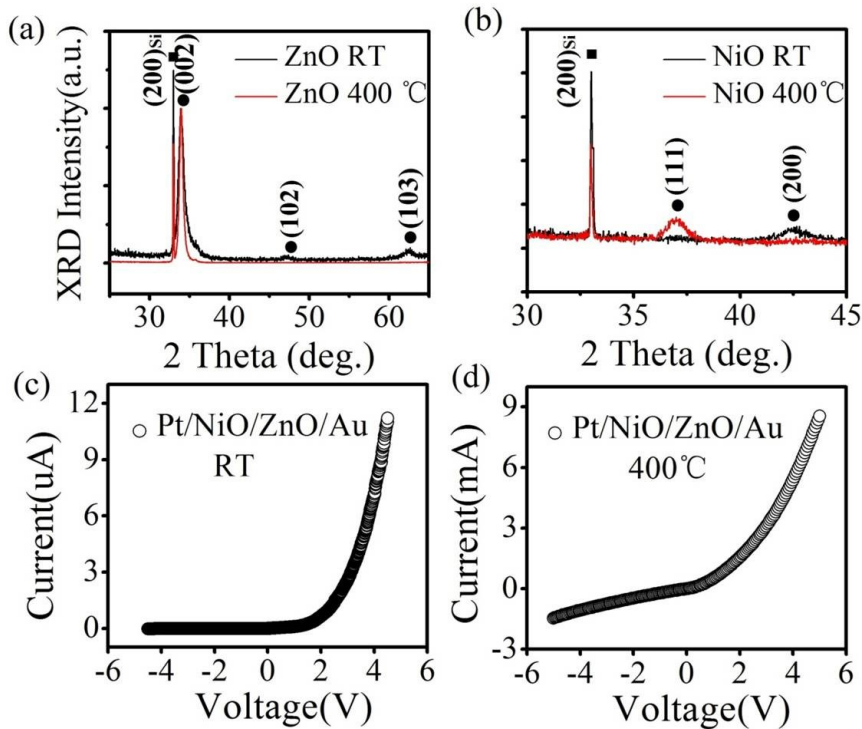 (a)
(200)Si
(002)
ZnO RT
ZnO 400 ℃
(102)
(103)
XRD Intensity(a.u.)
30 40 50 60
2 Theta (deg.)
(b)
(200)Si
NiO RT
NiO 400℃
(111)
(200)
30 35 40 45
2 Theta (deg.)
(c)
Pt/NiO/ZnO/Au
RT
Current(uA)
12
9
6
3
0
-6 -4 -2 0 2 4 6
Voltage(V)
(d)
Pt/NiO/ZnO/Au
400℃
Current(mA)
9
6
3
0
-3
-6 -4 -2 0 2 4 6
Voltage(V)